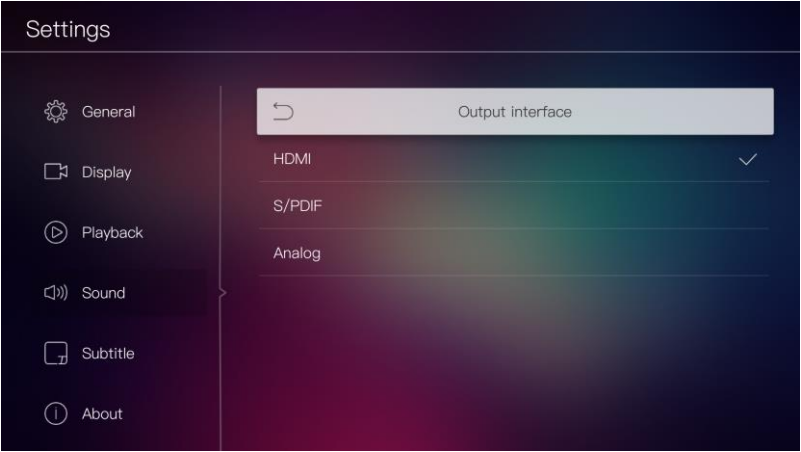 Settings
General
Display
Playback
Sound
Subtitle
About
Output interface
HDMI
S/PDIF
Analog